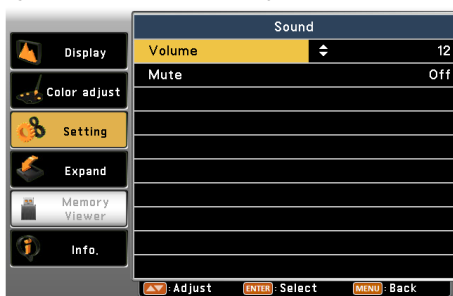 Sound
Display
Color adjust
Setting
Expand
Memory
Viewer
Info.
Volume 12
Mute Off
▲▼ : Adjust ENTER : Select MENU : Back